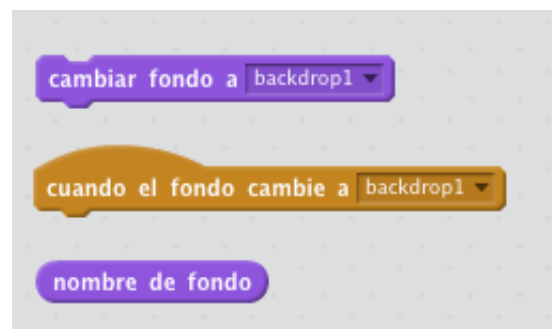 cambiar fondo a backdrop1
cuando el fondo cambie a backdrop1
nombre de fondo